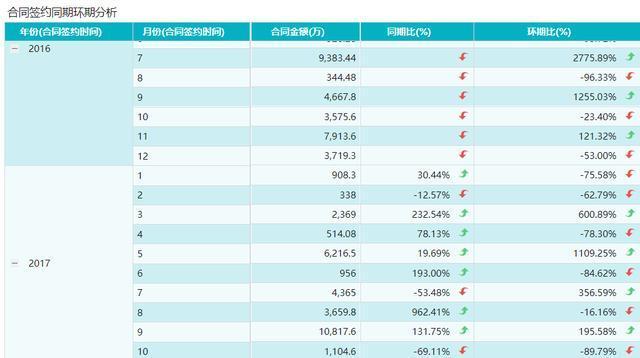 合同签约同期环期分析
年份(合同签约时间) 月份(合同签约时间) 合同金额(万) 同期比(%) 环期比(%)
2016
7 9,383.44 2775.89%
8 344.48 -96.33%
9 4,667.8 1255.03%
10 3,575.6 -23.40%
11 7,913.6 121.32%
12 3,719.3 -53.00%
1 908.3 30.44% -75.58%
2 338 -12.57% -62.79%
3 2,369 232.54% 600.89%
4 514.08 78.13% -78.30%
5 6,216.5 19.69% 1109.25%
2017
6 956 193.00% -84.62%
7 4,365 -53.48% 356.59%
8 3,659.8 962.41% -16.16%
9 10,817.6 131.75% 195.58%
10 1,104.6 -69.11% -89.79%